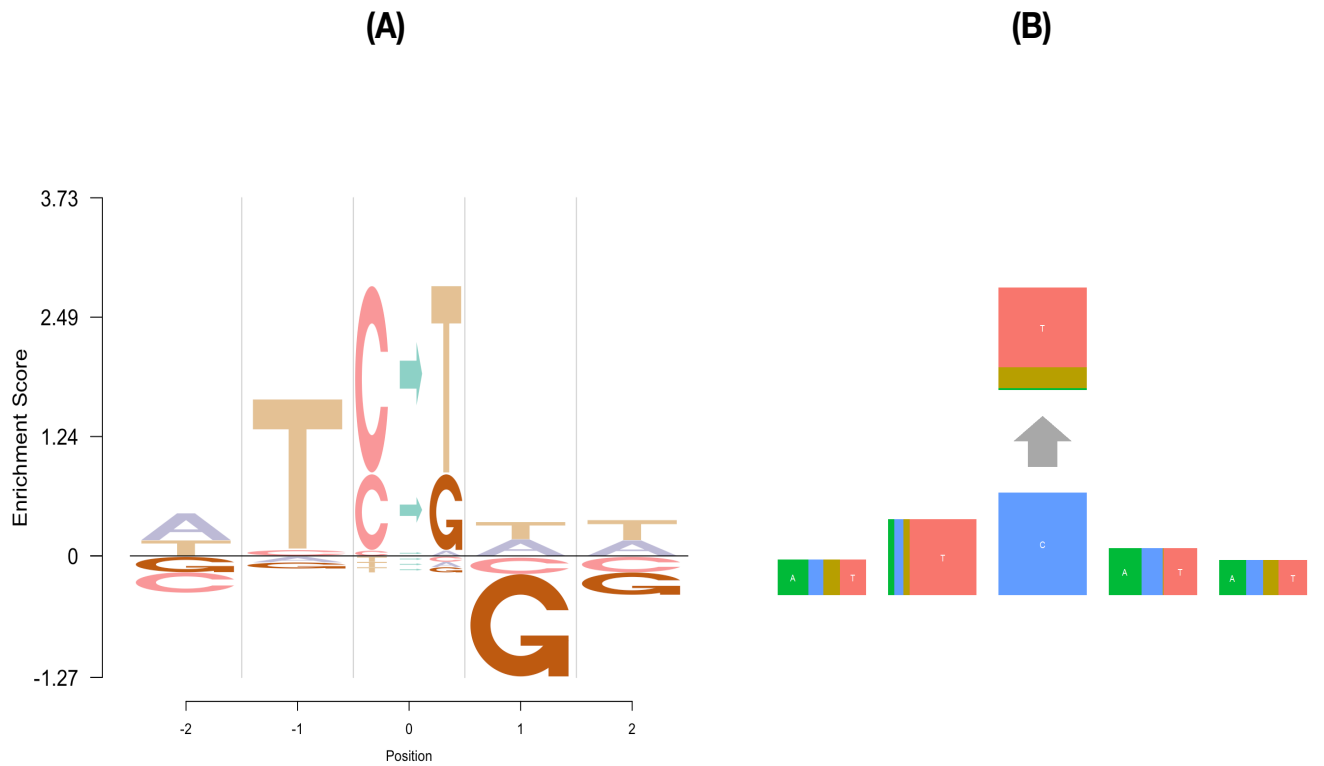 (A)
(B)
Enrichment Score
3.73
2.49
1.24
0
-1.27
A
T
G
C
T
C
A
G
C T
C G
C A
T A
T G
T
A
C
G
T
A
C
G
-2 -1 0 1 2
Position
T
C
A T
T
A T
A T